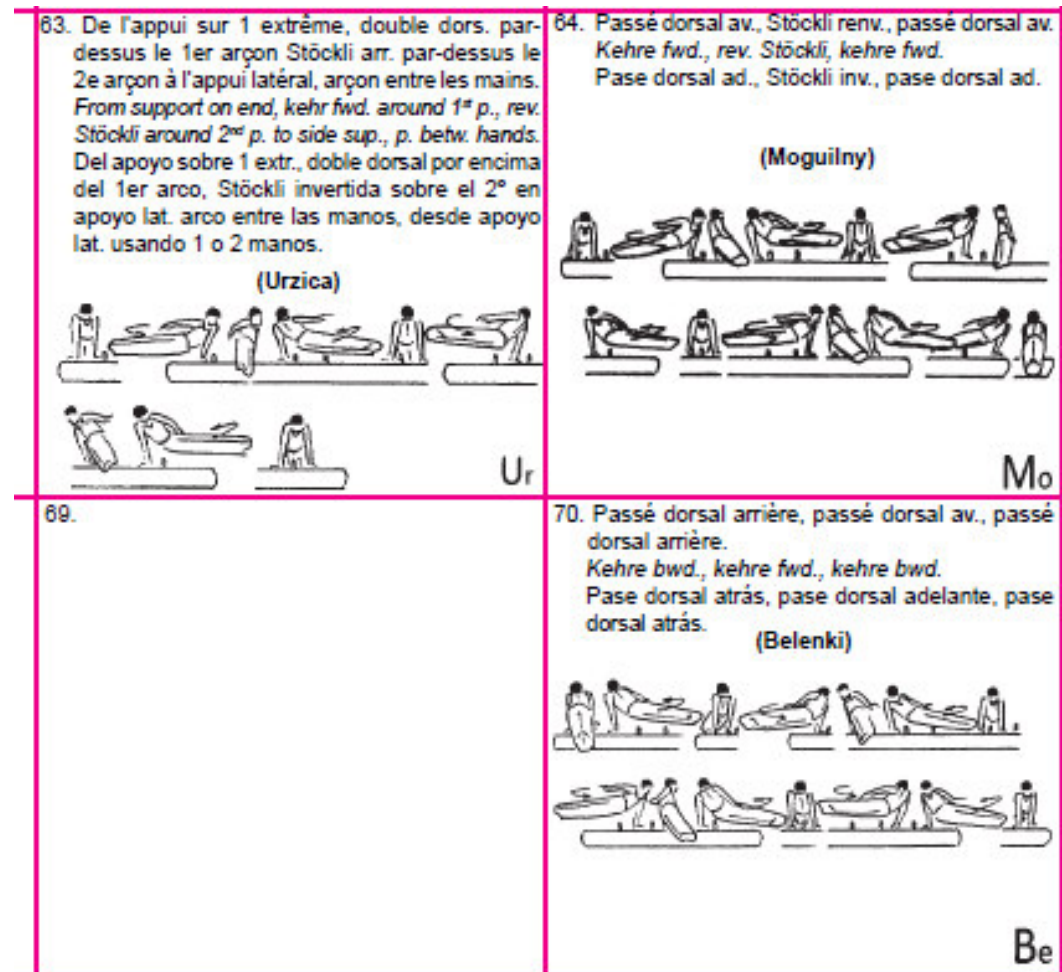 63. De l'appui sur 1 extrême, double dors. par-
dessus le 1er arçon Stöckli arr. par-dessus le
2e arçon à l'appui latéral, arçon entre les mains.
From support on end, kehr fwd. around 1st p., rev.
Stöckli around 2nd p. to side sup., p. betw. hands.
Del apoyo sobre 1 extr., doble dorsal por encima
del 1er arco, Stöckli invertida sobre el 2° en
apoyo lat. arco entre las manos, desde apoyo
lat. usando 1 o 2 manos.
(Urzica)
Ur
64. Passé dorsal av., Stöckli renv., passé dorsal av.
Kehre fwd., rev. Stöckli, kehre fwd.
Pase dorsal ad., Stöckli inv., pase dorsal ad.
(Moguilny)
Mo
69.
70. Passé dorsal arrière, passé dorsal av., passé
dorsal arrière.
Kehre bwd., kehre fwd., kehre bwd.
Pase dorsal atrás, pase dorsal adelante, pase
dorsal atrás.
(Belenki)
Be